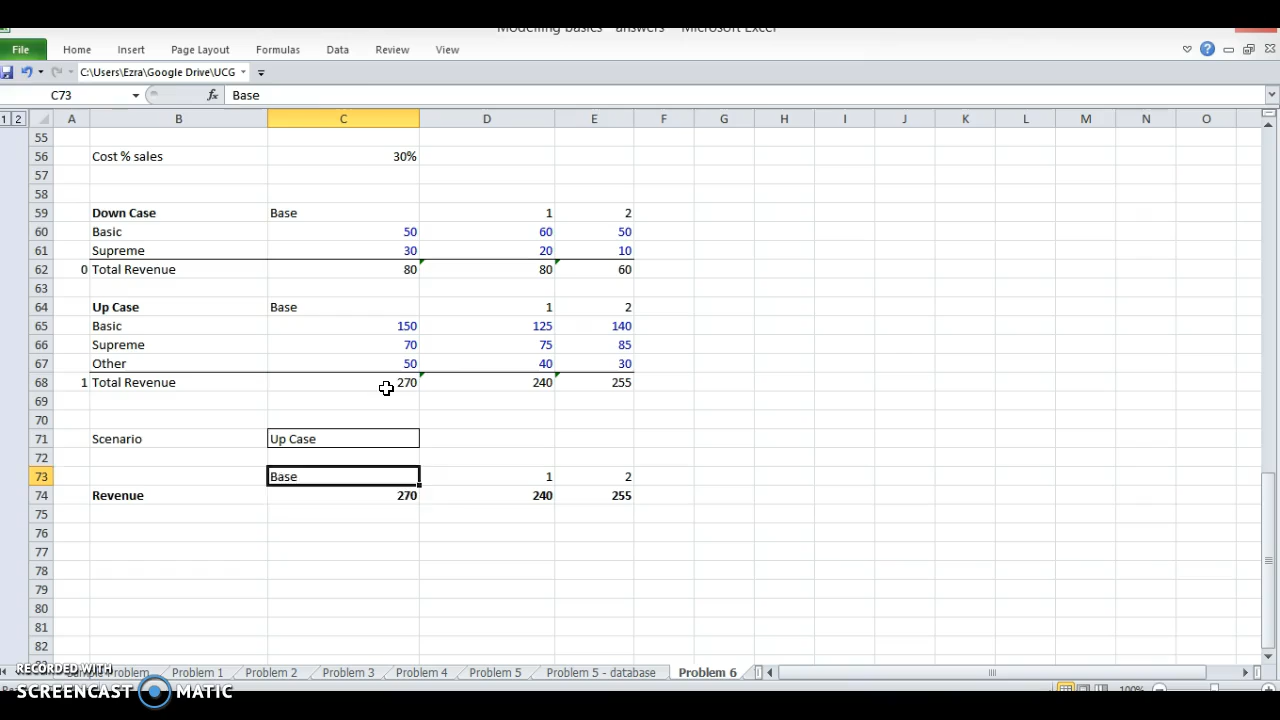 Modelling basics - answers - Microsoft Excel
File Home Insert Page Layout Formulas Data Review View
C:\Users\Ezra\Google Drive\UCG
C73 fx Base
1 2 A B C D E F G H I J K L M N O
55
56 Cost % sales 30%
57
58
59 Down Case Base 1 2
60 Basic 50 60 50
61 Supreme 30 20 10
62 0 Total Revenue 80 80 60
63
64 Up Case Base 1 2
65 Basic 150 125 140
66 Supreme 70 75 85
67 Other 50 40 30
68 1 Total Revenue 270 240 255
69
70
71 Scenario Up Case
72
73 Base 1 2
74 Revenue 270 240 255
75
76
77
78
79
80
81
82
Problem Problem 1 Problem 2 Problem 3 Problem 4 Problem 5 Problem 5 - database Problem 6
RECORDED WITH
SCREENCAST MATIC
100%